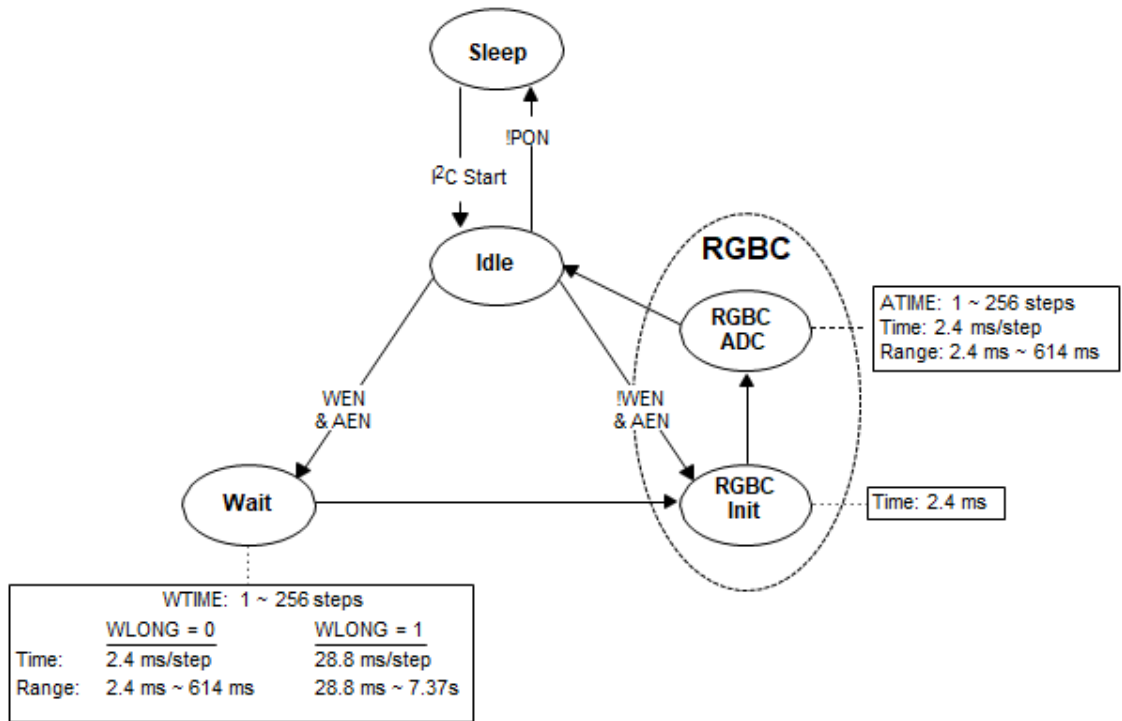 Sleep
!PON
I²C Start
Idle
RGBC
RGBC
ADC
ATIME: 1 ~ 256 steps
Time: 2.4 ms/step
Range: 2.4 ms ~ 614 ms
WEN
& AEN
!WEN
& AEN
Wait
RGBC
Init
Time: 2.4 ms
WTIME: 1 ~ 256 steps
WLONG = 0 WLONG = 1
Time: 2.4 ms/step 28.8 ms/step
Range: 2.4 ms ~ 614 ms 28.8 ms ~ 7.37s